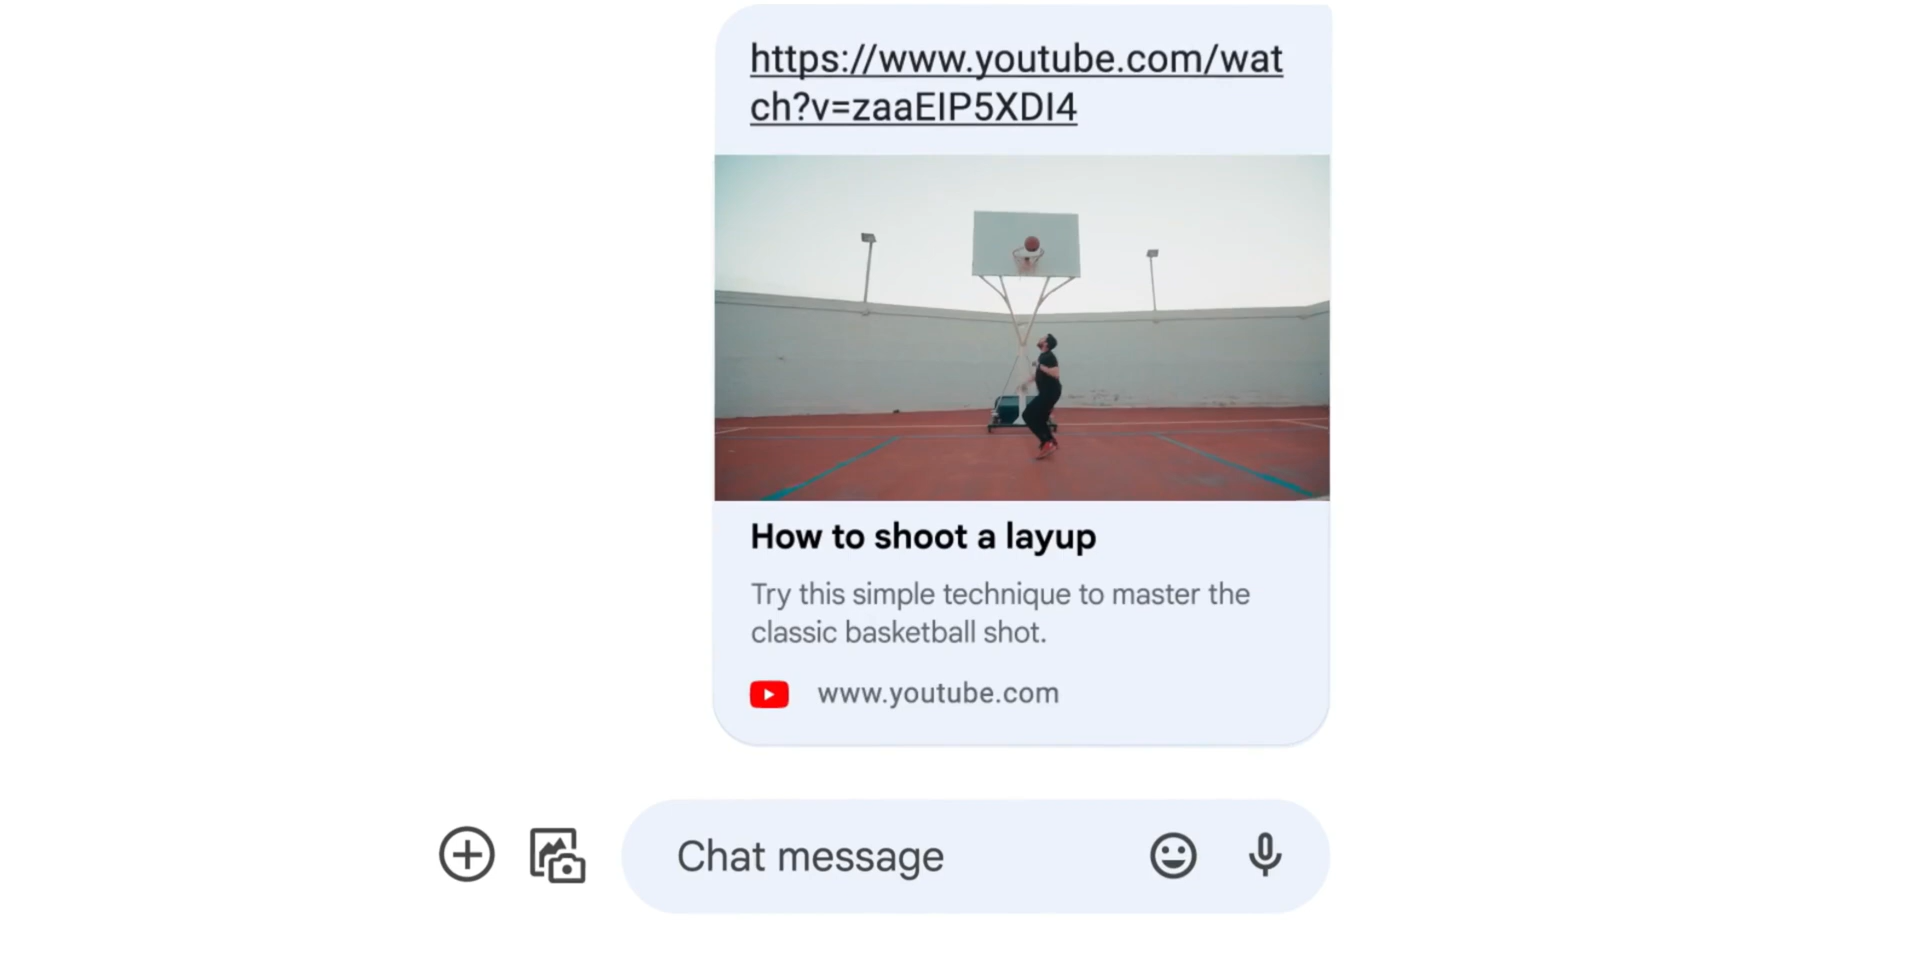 https://www.youtube.com/wat
ch?v=zaaEIP5XDI4
How to shoot a layup
Try this simple technique to master the
classic basketball shot.
www.youtube.com
Chat message